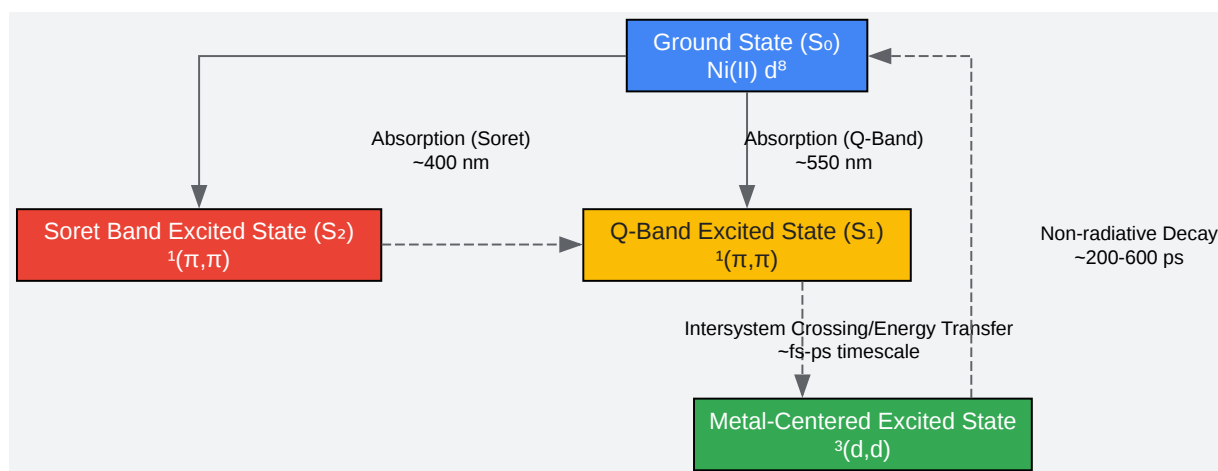 Ground State (S₀)
Ni(II) d⁸
Absorption (Soret)
~400 nm
Absorption (Q-Band)
~550 nm
Soret Band Excited State (S₂)
¹(π,π)
Q-Band Excited State (S₁)
¹(π,π)
Non-radiative Decay
~200-600 ps
Intersystem Crossing/Energy Transfer
~fs-ps timescale
Metal-Centered Excited State
³(d,d)